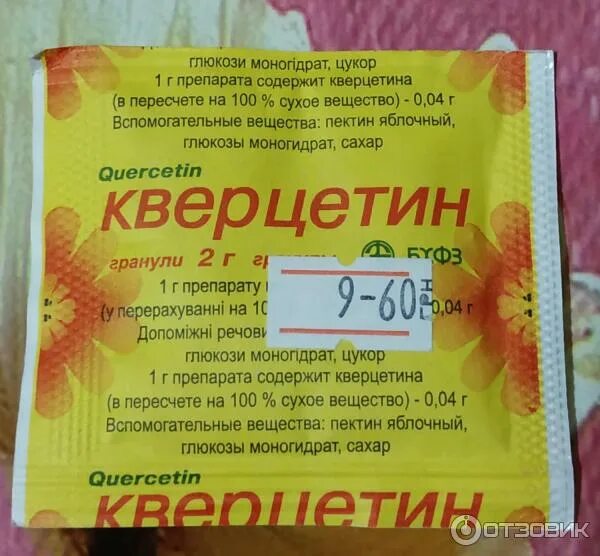 глюкози моногідрат, цукор
1 г препарата содержит кверцетина
(в пересчете на 100 % сухое вещество) - 0,04 г
Вспомогательные вещества: пектин яблочный,
глюкозы моногидрат, сахар
Quercetin
кверцетин
гранули 2 г
БХФЗ
1 г препарату
9-60
ГРН
(у перерахуванні на 10 0,04 г
Допоміжні речови
глюкози моногідрат, цукор
1 г препарата содержит кверцетина
(в пересчете на 100 % сухое вещество) - 0,04 г
Вспомогательные вещества: пектин яблочный,
глюкозы моногидрат, сахар
Quercetin
кверцетин
ОТЗОВИК